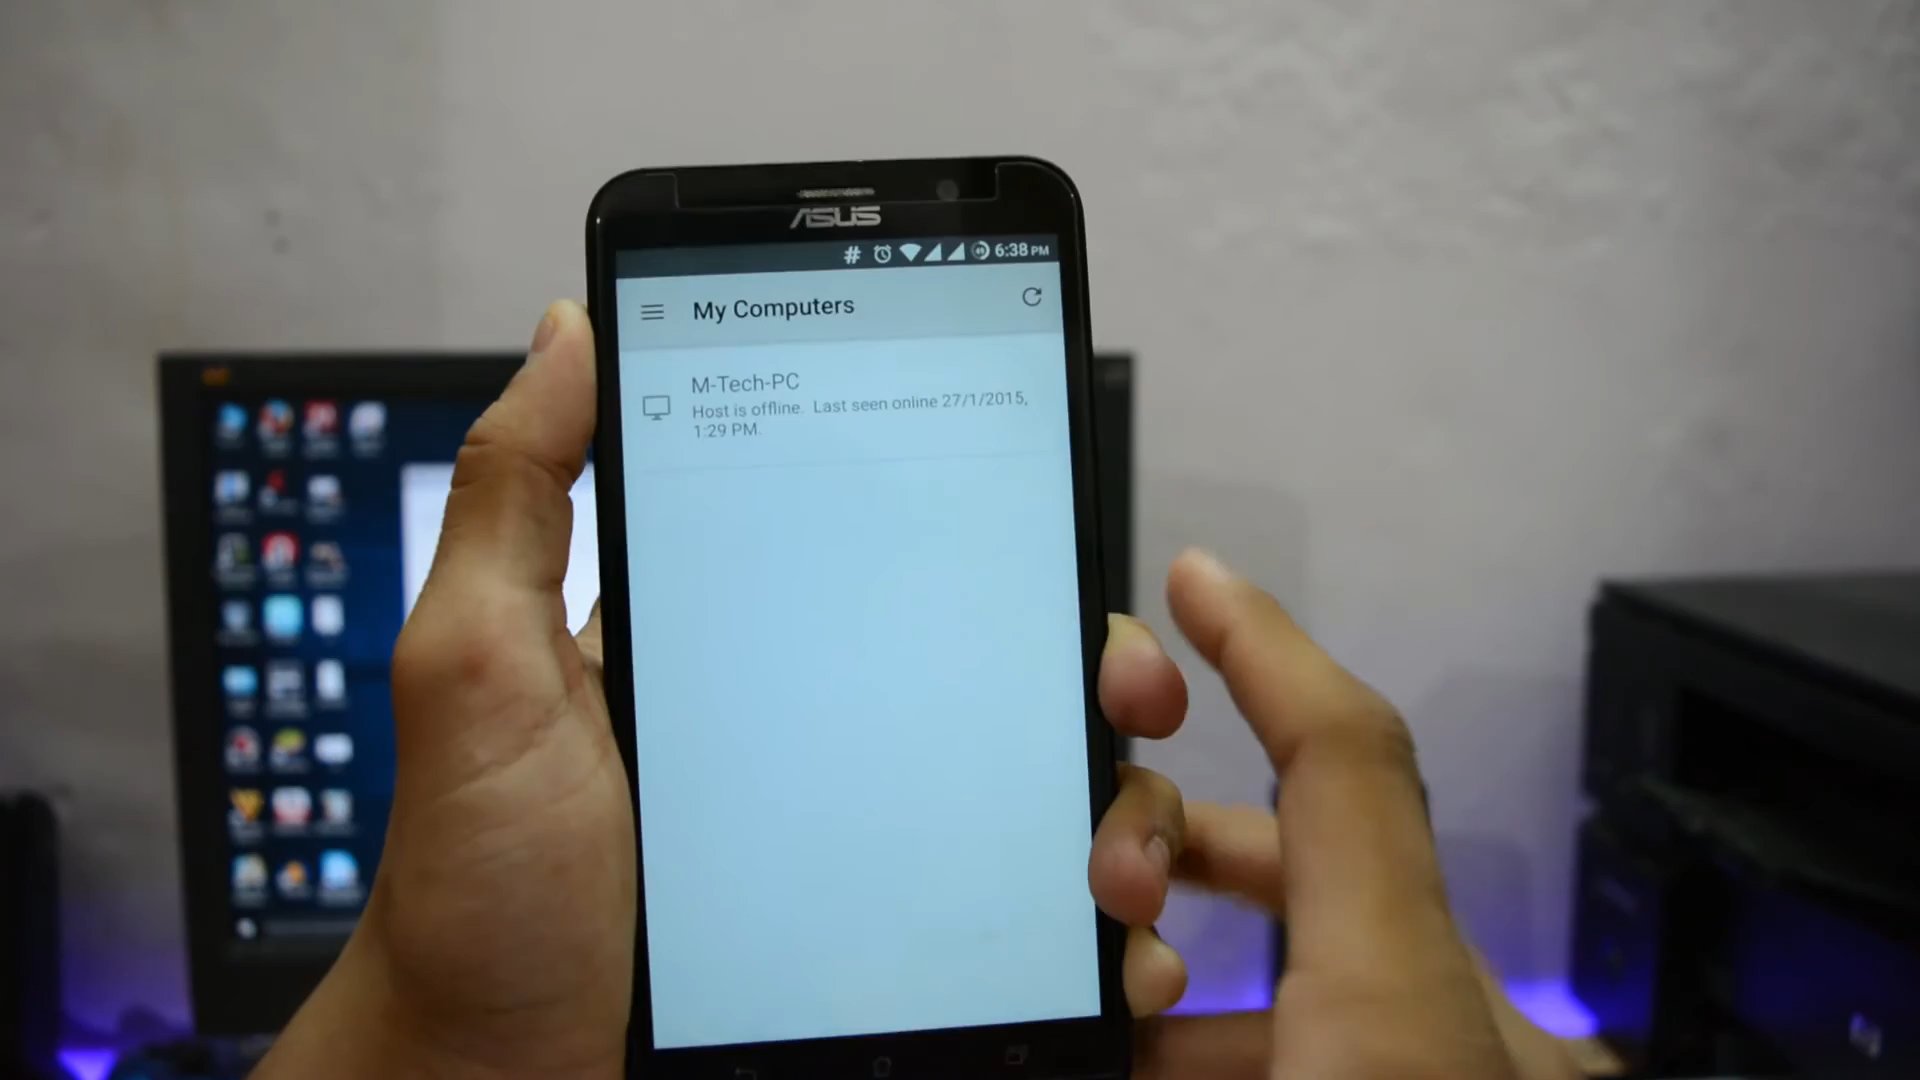 ASUS
# 6:38 PM
My Computers
M-Tech-PC
Host is offline. Last seen online 27/1/2015,
1:29 PM.